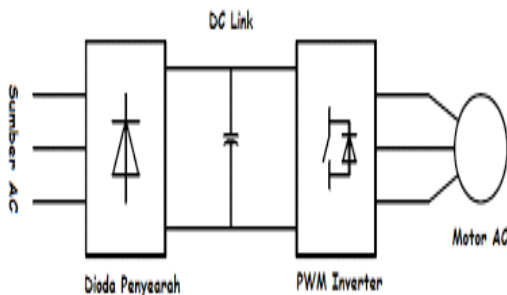 DC Link
Sumber AC
Dioda Penyearah
PWM Inverter
Motor AC